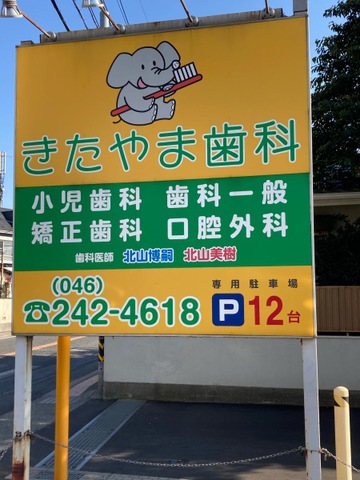 きたやま歯科
小児歯科 歯科一般
矯正歯科 口腔外科
歯科医師 北山博嗣 北山美樹
(046)
☎242-4618
専用駐車場
P 12台